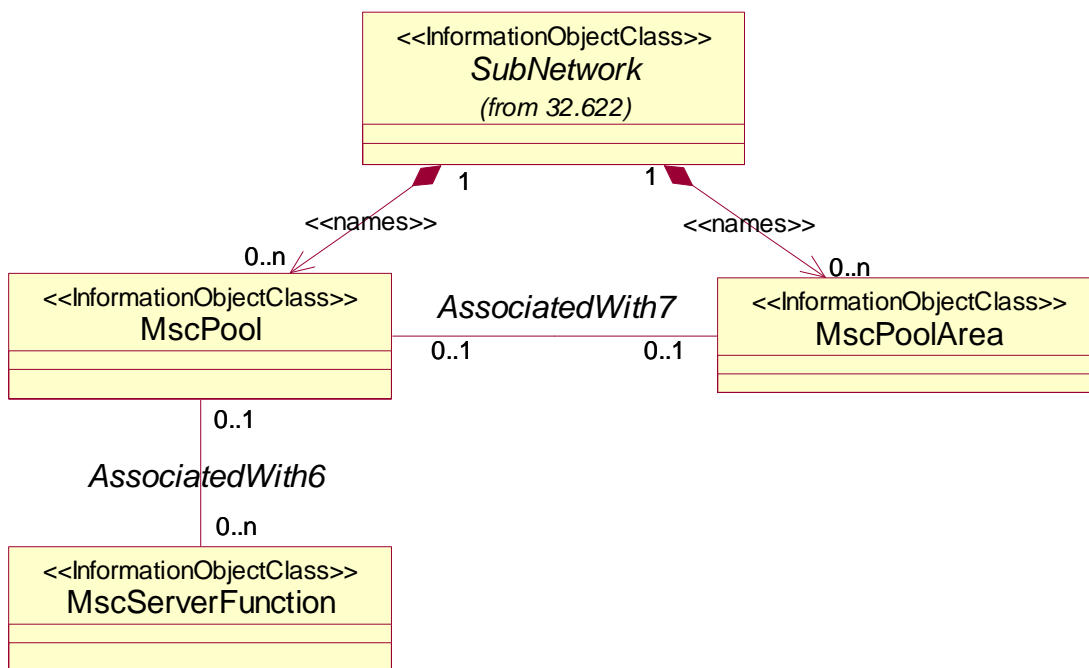 <<InformationObjectClass>>
SubNetwork
(from 32.622)
1
1
<<names>>
<<names>>
0..n
0..n
<<InformationObjectClass>>
MscPool
AssociatedWith7
0..1
0..1
<<InformationObjectClass>>
MscPoolArea
0..1
AssociatedWith6
0..n
<<InformationObjectClass>>
MscServerFunction